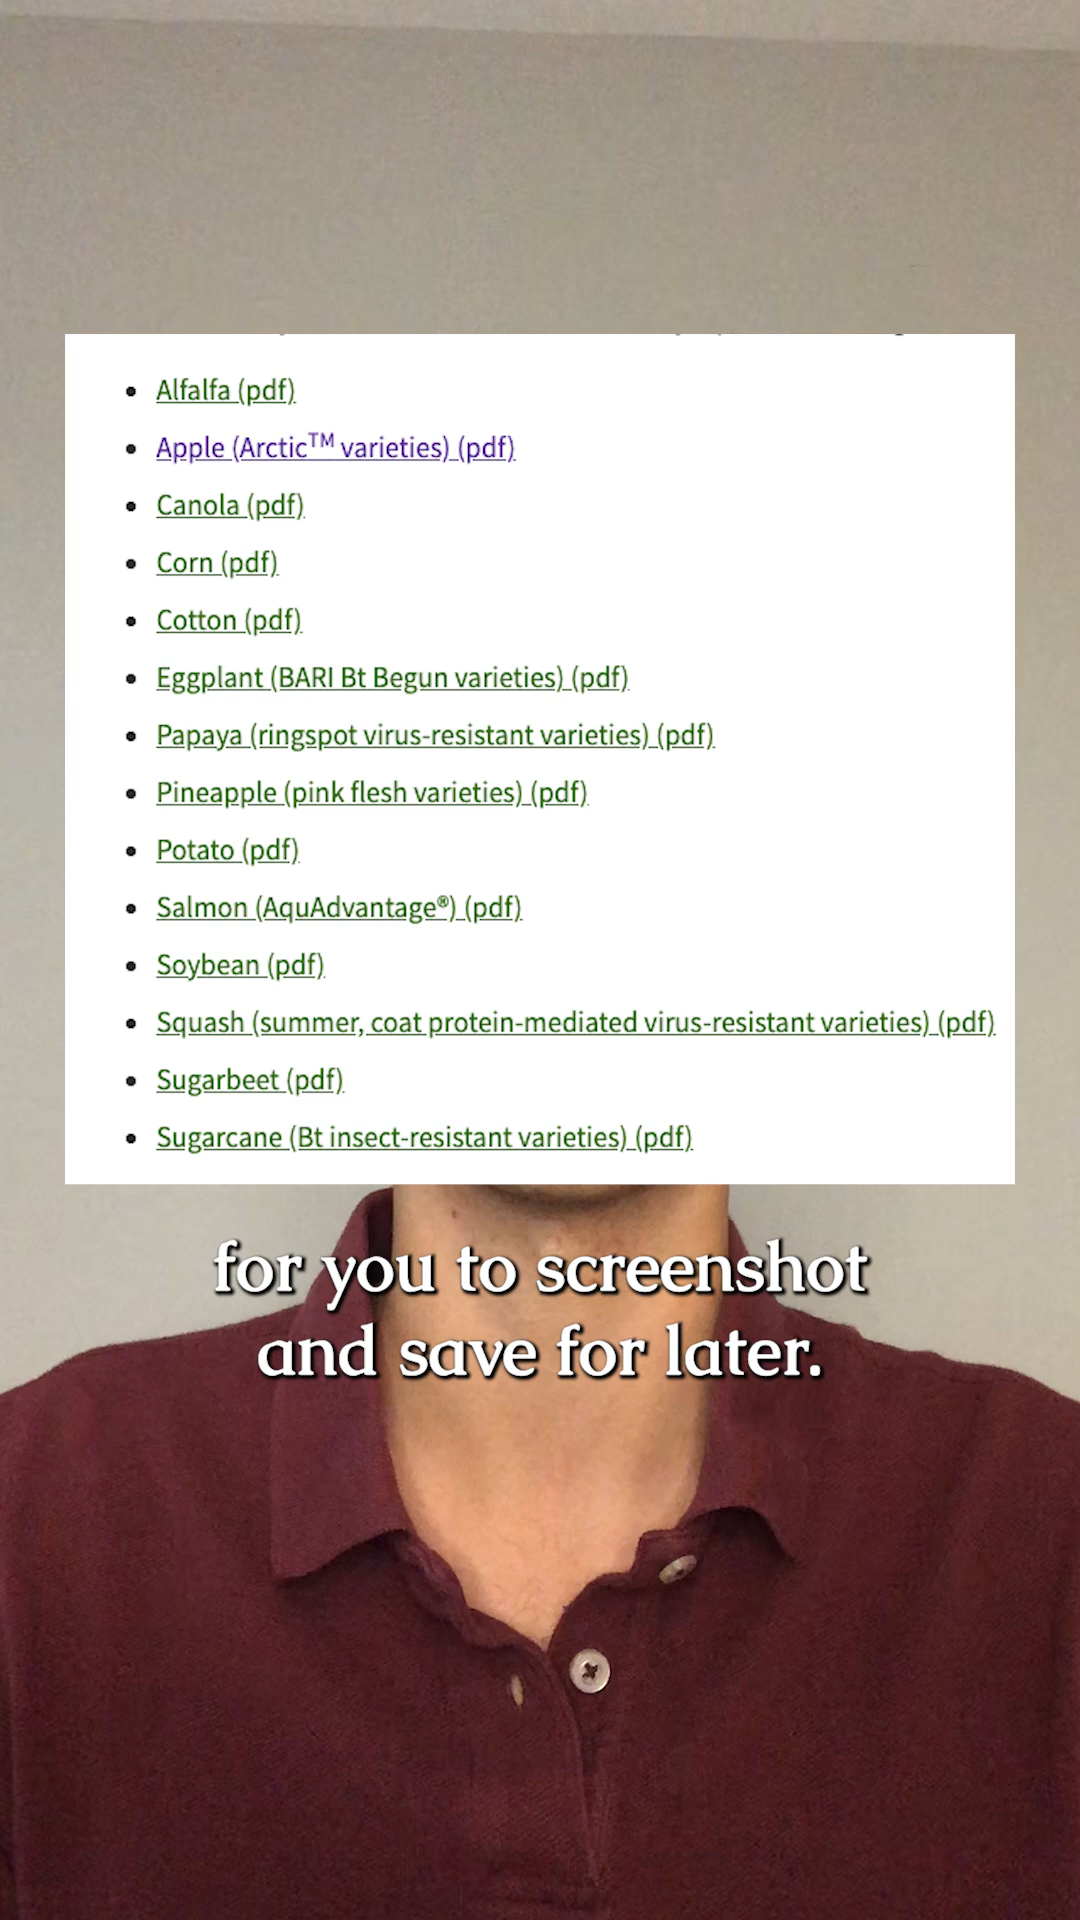 Alfalfa (pdf)
Apple (Arctic™ varieties) (pdf)
Canola (pdf)
Corn (pdf)
Cotton (pdf)
Eggplant (BARI Bt Begun varieties) (pdf)
Papaya (ringspot virus-resistant varieties) (pdf)
Pineapple (pink flesh varieties) (pdf)
Potato (pdf)
Salmon (AquAdvantage®) (pdf)
Soybean (pdf)
Squash (summer, coat protein-mediated virus-resistant varieties) (pdf)
Sugarbeet (pdf)
Sugarcane (Bt insect-resistant varieties) (pdf)
for you to screenshot
and save for later.